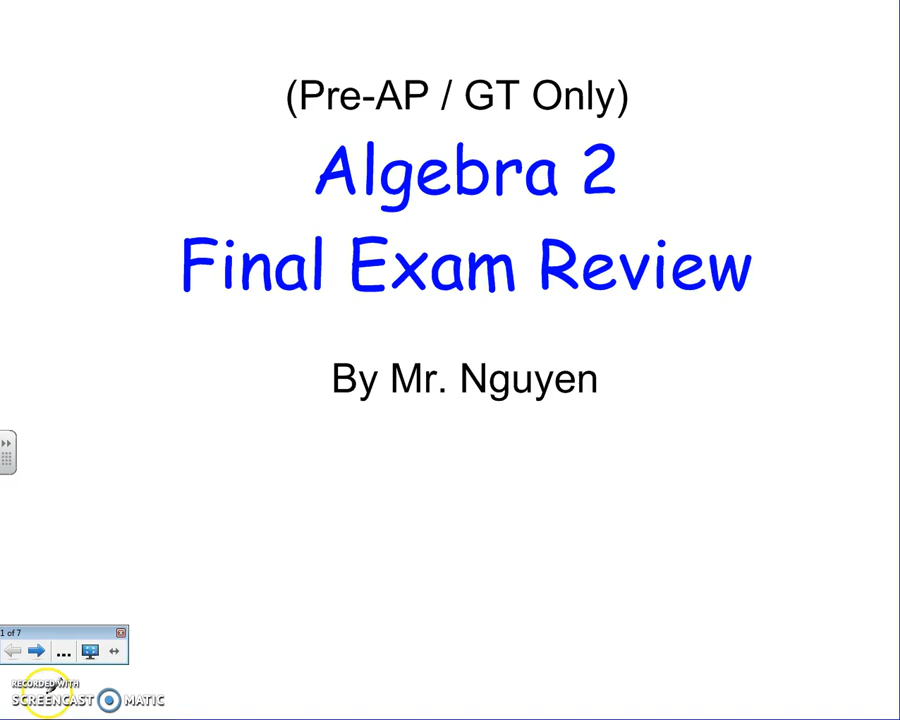 (Pre-AP / GT Only)
Algebra 2
Final Exam Review
By Mr. Nguyen
1 of 7
...
RECORDED WITH
SCREENCAST MATIC